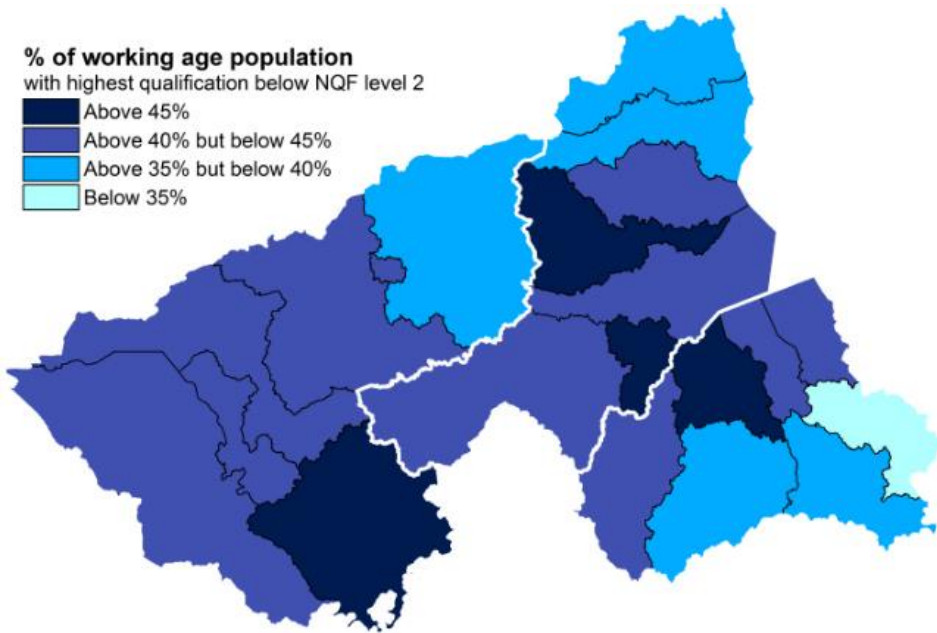 % of working age population
with highest qualification below NQF level 2
Above 45%
Above 40% but below 45%
Above 35% but below 40%
Below 35%